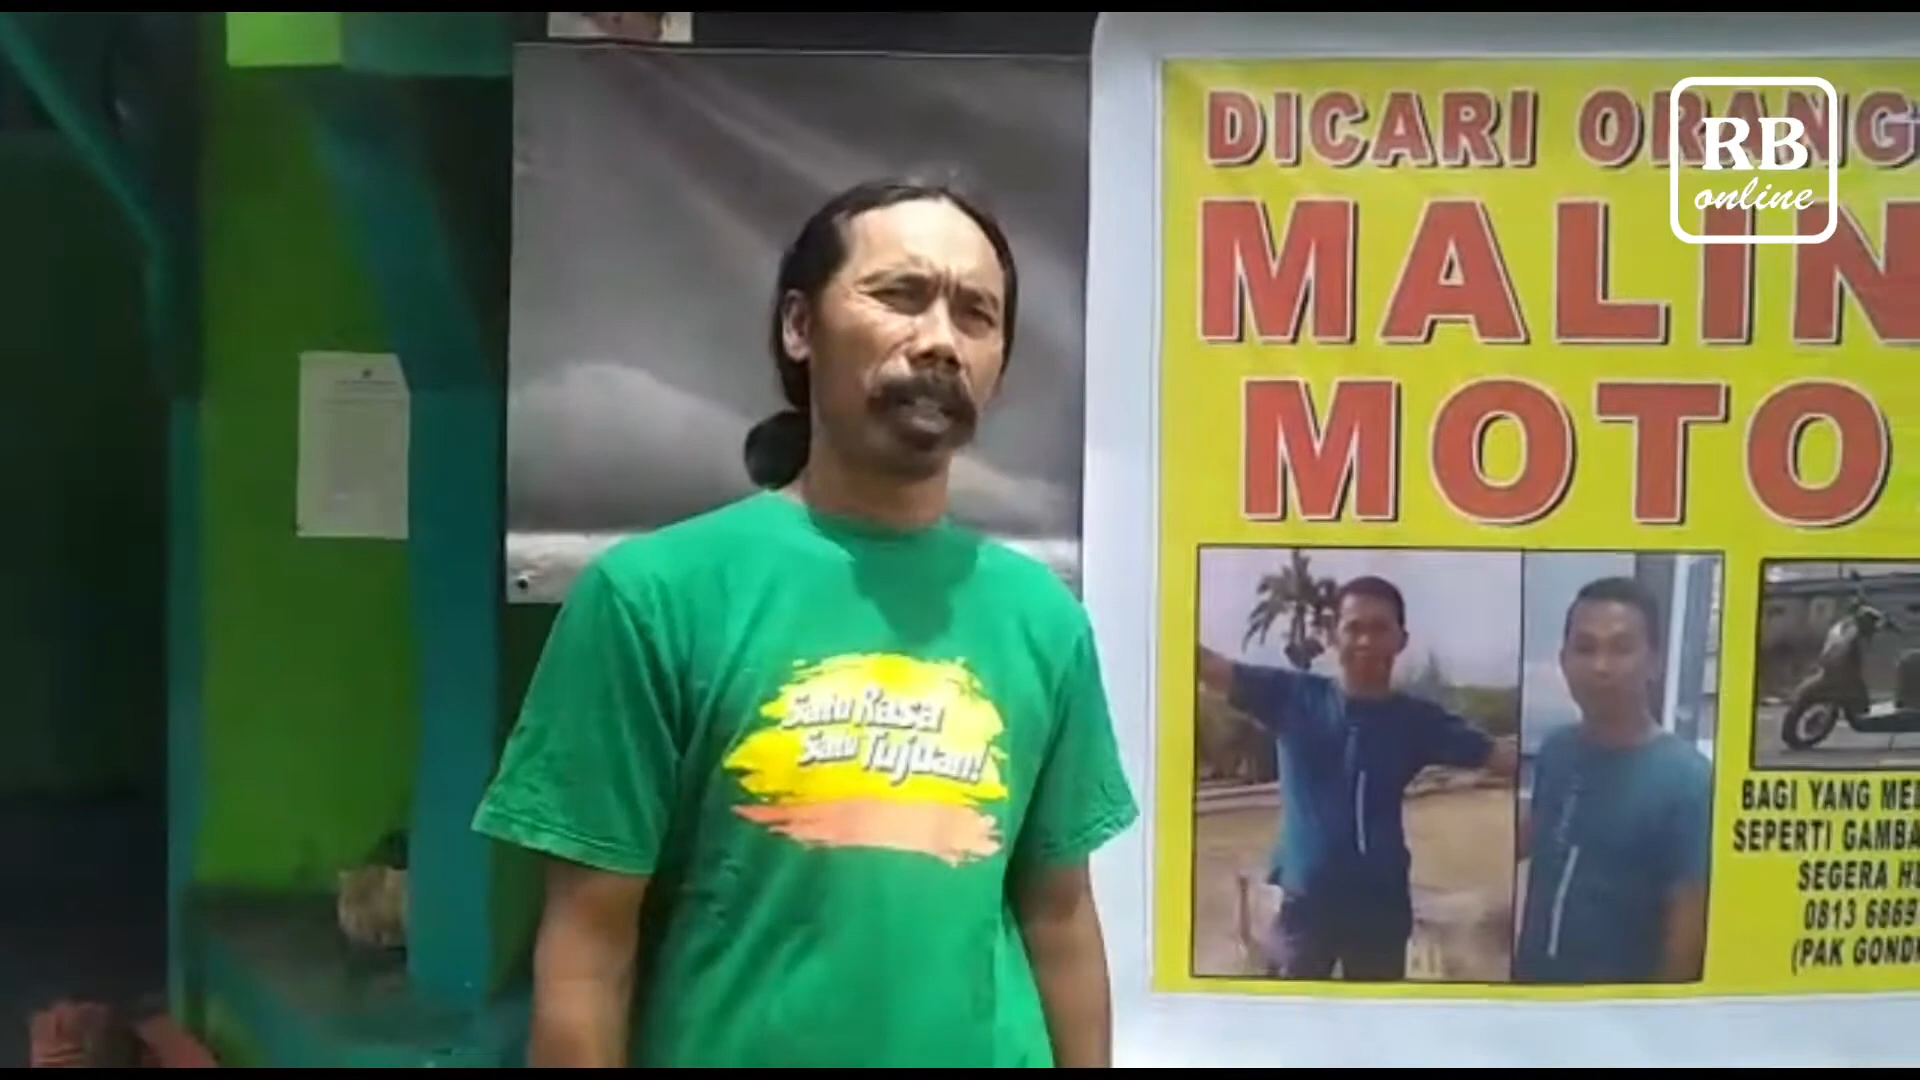 RB
online
DICARI ORANG
MALIN
MOTO
Satu Rasa
Satu Tujuan!
BAGI YANG ME
SEPERTI GAMBA
SEGERA
0813 6869
(PAK GOND